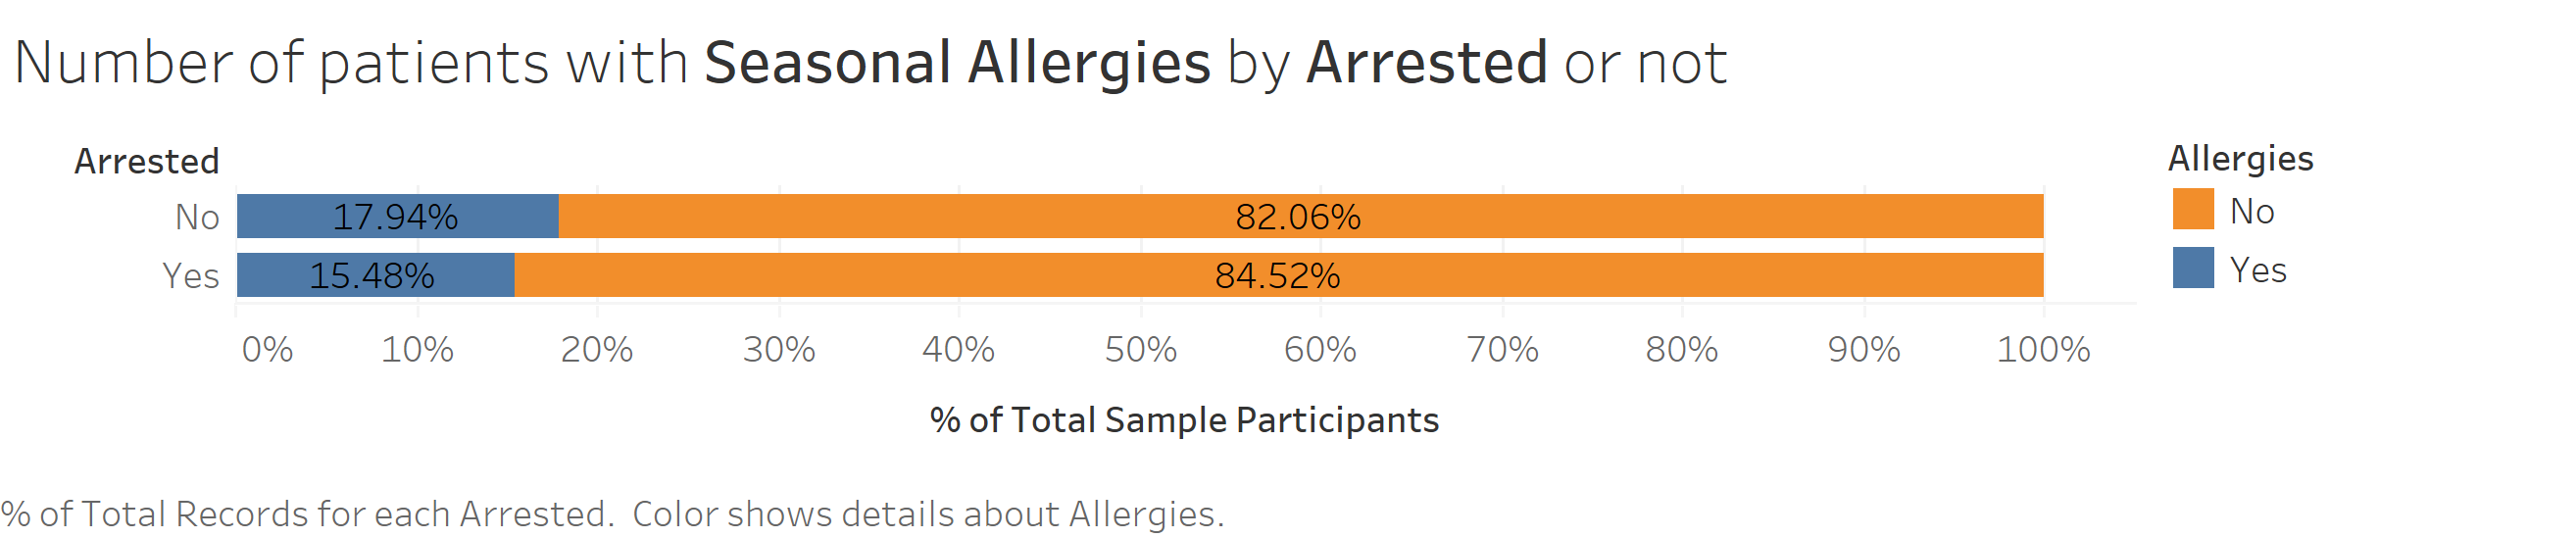 Number of patients with Seasonal Allergies by Arrested or not
Arrested
No
17.94%
82.06%
Yes
15.48%
84.52%
0%
10%
20%
30%
40%
50%
60%
70%
80%
90%
100%
% of Total Sample Participants
Allergies
No
Yes
% of Total Records for each Arrested. Color shows details about Allergies.